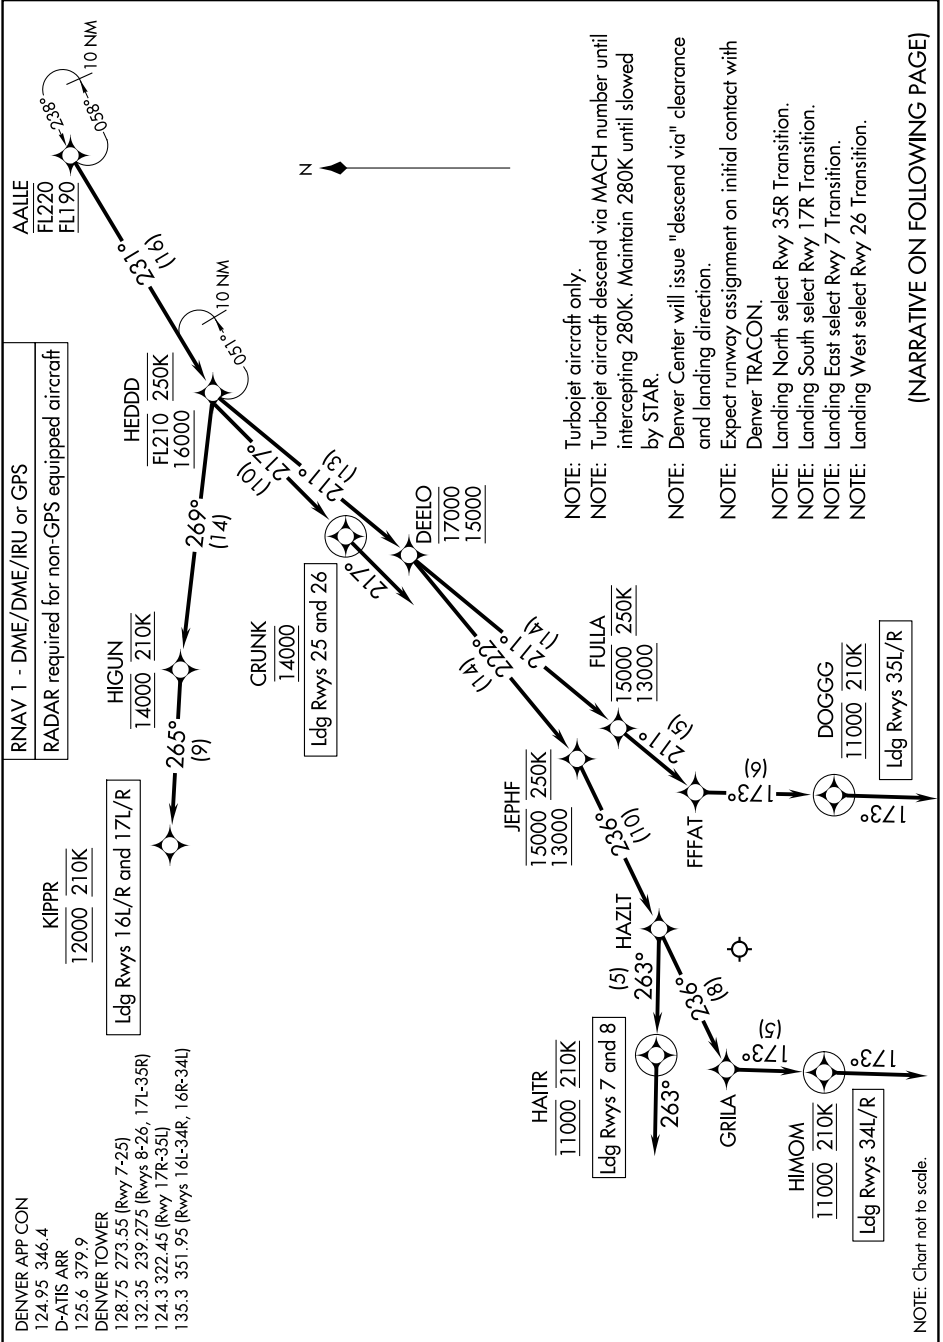 DENVER APP CON
124.95 346.4
D-ATIS ARR
125.6 379.9
DENVER TOWER
128.75 273.55 (Rwy 7-25)
132.35 239.275 (Rwys 8-26, 17L-35R)
124.3 322.45 (Rwy 17R-35L)
135.3 351.95 (Rwys 16L-34R, 16R-34L)
RNAV 1 - DME/DME/IRU or GPS
RADAR required for non-GPS equipped aircraft
AALLE
FL220
FL190
238°
058°
10 NM
231°
(16)
HEDDD
FL210 250K
16000
051°
10 NM
269°
(14)
HIGUN
14000 210K
265°
(9)
KIPPR
12000 210K
Ldg Rwys 16L/R and 17L/R
217°
(10)
CRUNK
14000
Ldg Rwys 25 and 26
217°
211°
(13)
DEELO
17000
15000
222°
(14)
211°
(14)
JEPHF
15000 250K
13000
FULLA
15000 250K
13000
236°
(10)
211°
(5)
HAZLT
FFFAT
173°
(6)
DOGGG
11000 210K
Ldg Rwys 35L/R
173°
(5)
263°
HAITR
11000 210K
Ldg Rwys 7 and 8
263°
236°
(8)
GRILA
173°
(5)
HIMOM
11000 210K
Ldg Rwys 34L/R
173°
N
NOTE: Turbojet aircraft only.
NOTE: Turbojet aircraft descend via MACH number until
intercepting 280K. Maintain 280K until slowed
by STAR.
NOTE: Denver Center will issue "descend via" clearance
and landing direction.
NOTE: Expect runway assignment on initial contact with
Denver TRACON.
NOTE: Landing North select Rwy 35R Transition.
NOTE: Landing South select Rwy 17R Transition.
NOTE: Landing East select Rwy 7 Transition.
NOTE: Landing West select Rwy 26 Transition.
(NARRATIVE ON FOLLOWING PAGE)
NOTE: Chart not to scale.